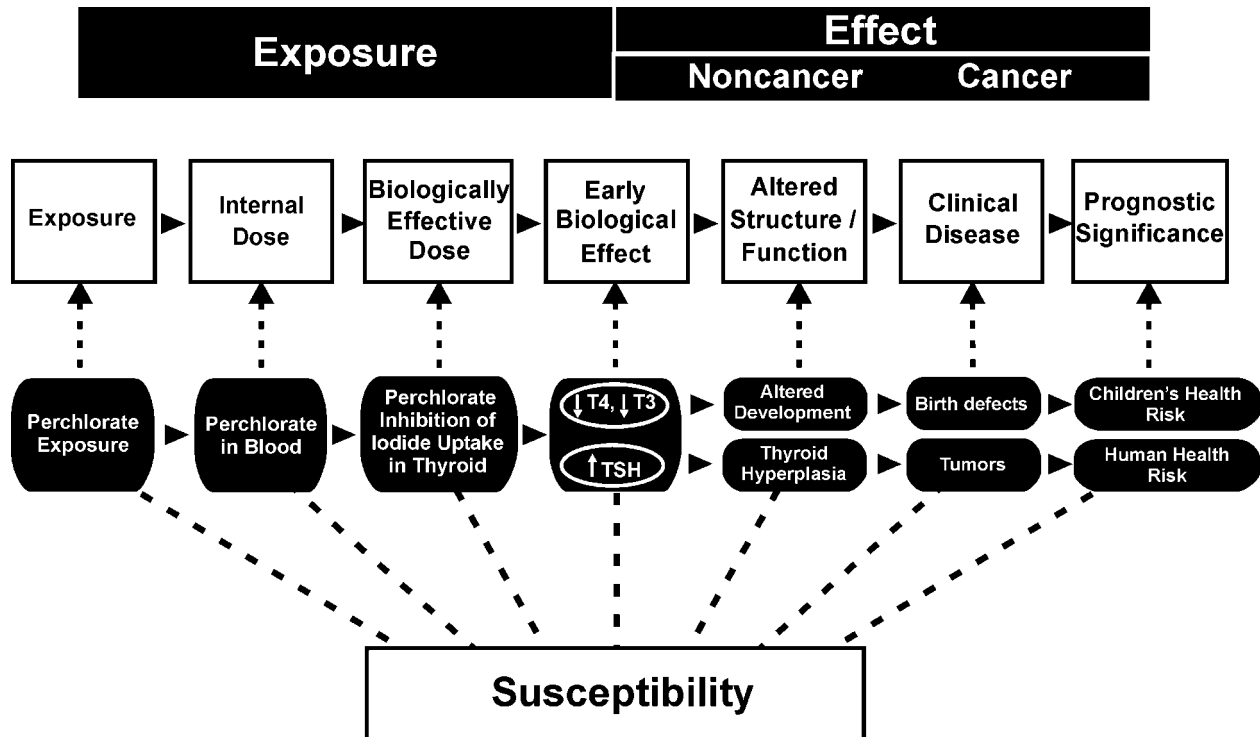 Exposure
Effect
Noncancer Cancer
Exposure
Internal
Dose
Biologically
Effective
Dose
Early
Biological
Effect
Altered
Structure /
Function
Clinical
Disease
Prognostic
Significance
Perchlorate
Exposure
Perchlorate
in Blood
Perchlorate
Inhibition of
Iodide Uptake
in Thyroid
↓ T4, ↓ T3
↑ TSH
Altered
Development
Birth defects
Children's Health
Risk
Thyroid
Hyperplasia
Tumors
Human Health
Risk
Susceptibility